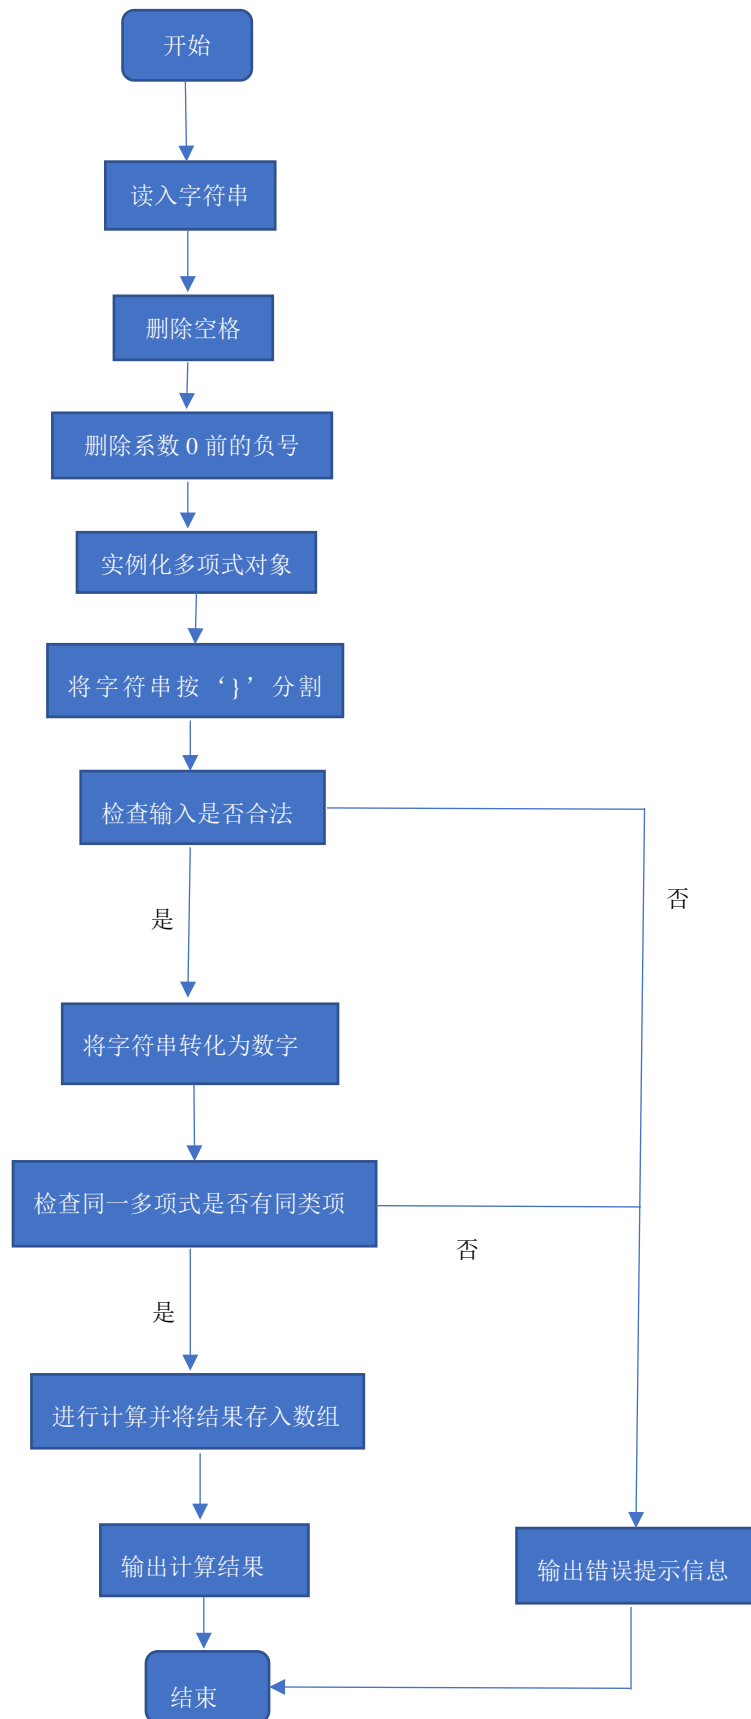 开始
读入字符串
删除空格
删除系数 0 前的负号
实例化多项式对象
将字符串按‘}’分割
检查输入是否合法
否
是
将字符串转化为数字
检查同一多项式是否有同类项
否
是
进行计算并将结果存入数组
输出计算结果
输出错误提示信息
结束